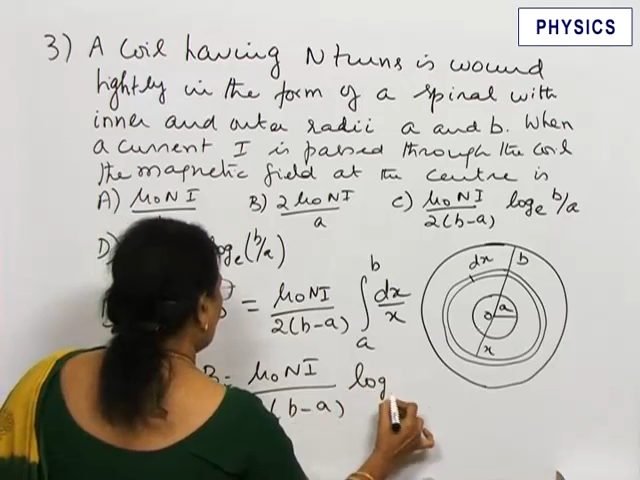 PHYSICS
3) A coil having N turns is wound
tightly in the form of a spiral with
inner and outer radii a and b. When
a current I is passed through the coil
the magnetic field at the centre is
A) μ0NI B) 2μ0NI/a C) μ0NI/2(b-a) loge b/a
D) loge(b/a)
= μ0NI/2(b-a) ∫ab dx/x
B = μ0NI/(b-a) log
dx b
a
o
x